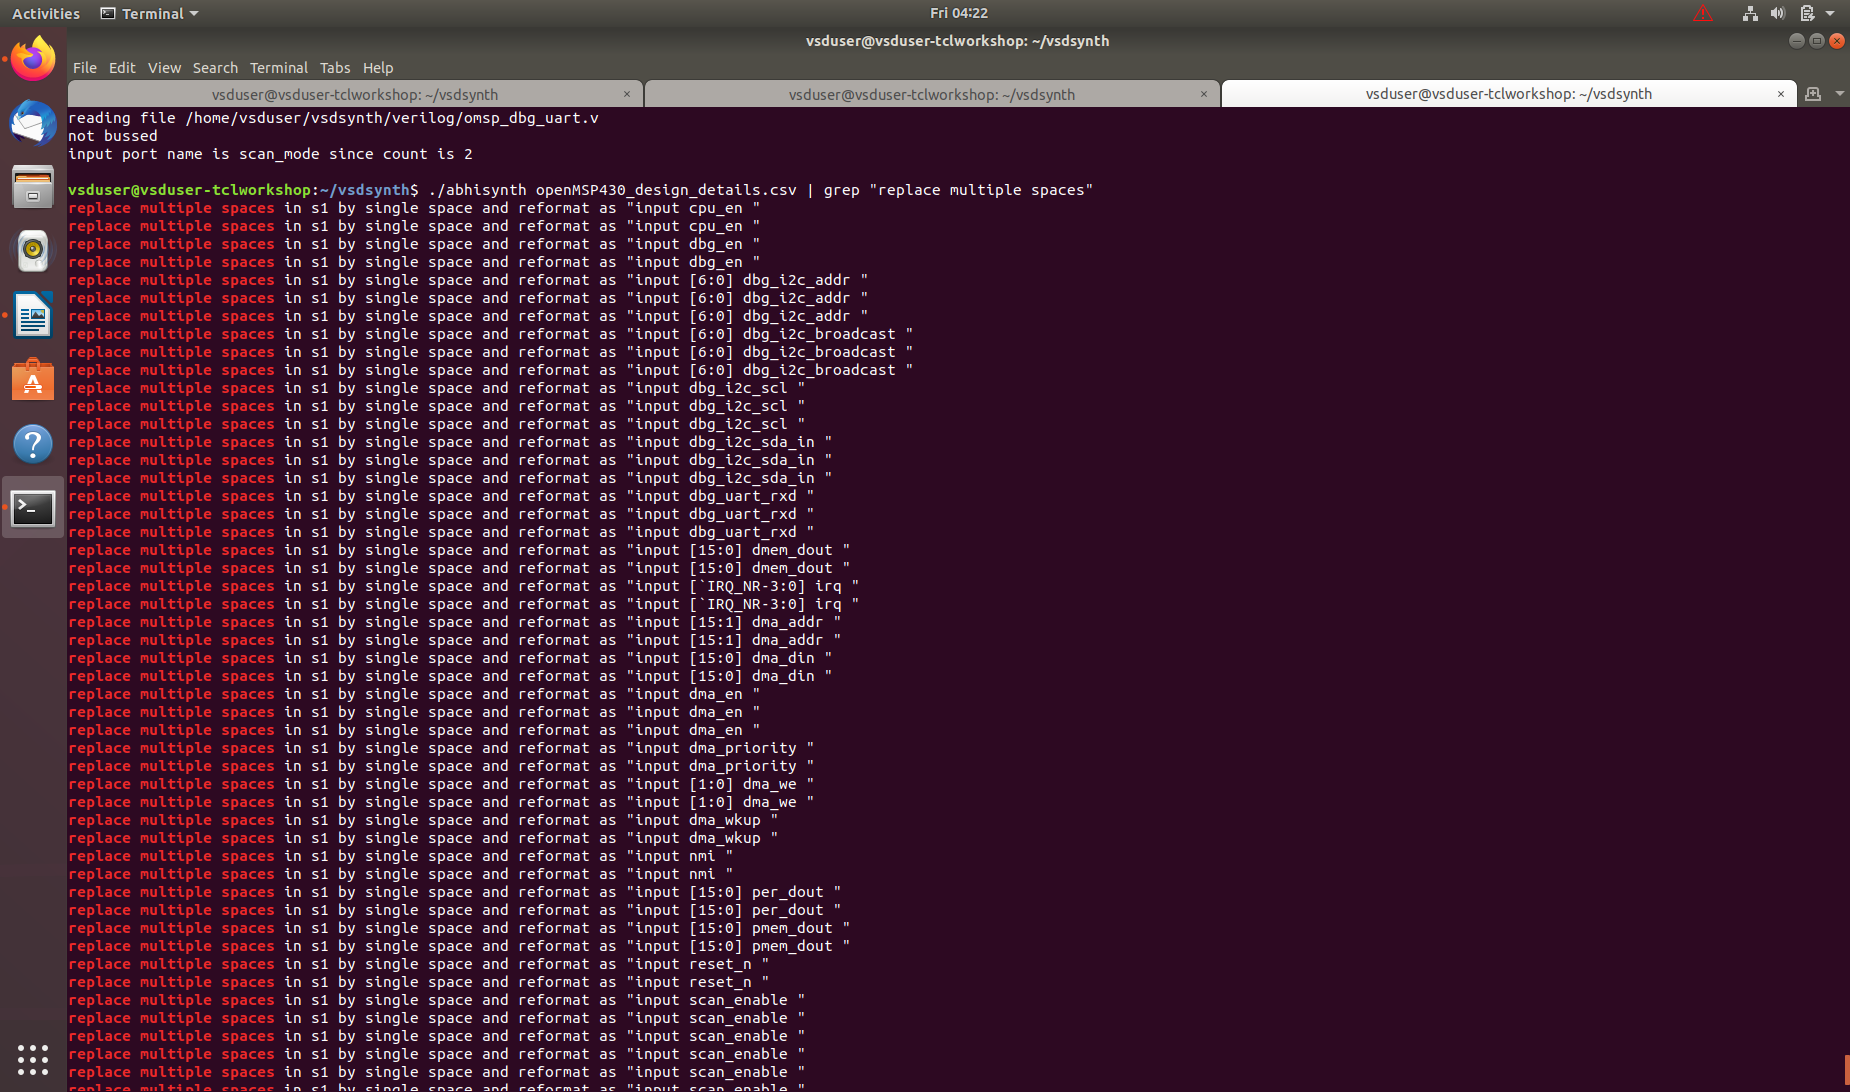 Activities
Terminal
Fri 04:22
vsduser@vsduser-tclworkshop: ~/vsdsynth
File Edit View Search Terminal Tabs Help
vsduser@vsduser-tclworkshop: ~/vsdsynth × vsduser@vsduser-tclworkshop: ~/vsdsynth × vsduser@vsduser-tclworkshop: ~/vsdsynth ×
reading file /home/vsduser/vsdsynth/verilog/omsp_dbg_uart.v
not bussed
input port name is scan_mode since count is 2
vsduser@vsduser-tclworkshop:~/vsdsynth$ ./abhisynth openMSP430_design_details.csv | grep "replace multiple spaces"
replace multiple spaces in s1 by single space and reformat as "input cpu_en "
replace multiple spaces in s1 by single space and reformat as "input cpu_en "
replace multiple spaces in s1 by single space and reformat as "input dbg_en "
replace multiple spaces in s1 by single space and reformat as "input dbg_en "
replace multiple spaces in s1 by single space and reformat as "input [6:0] dbg_i2c_addr "
replace multiple spaces in s1 by single space and reformat as "input [6:0] dbg_i2c_addr "
replace multiple spaces in s1 by single space and reformat as "input [6:0] dbg_i2c_addr "
replace multiple spaces in s1 by single space and reformat as "input [6:0] dbg_i2c_broadcast "
replace multiple spaces in s1 by single space and reformat as "input [6:0] dbg_i2c_broadcast "
replace multiple spaces in s1 by single space and reformat as "input [6:0] dbg_i2c_broadcast "
replace multiple spaces in s1 by single space and reformat as "input dbg_i2c_scl "
replace multiple spaces in s1 by single space and reformat as "input dbg_i2c_scl "
replace multiple spaces in s1 by single space and reformat as "input dbg_i2c_scl "
replace multiple spaces in s1 by single space and reformat as "input dbg_i2c_sda_in "
replace multiple spaces in s1 by single space and reformat as "input dbg_i2c_sda_in "
replace multiple spaces in s1 by single space and reformat as "input dbg_i2c_sda_in "
replace multiple spaces in s1 by single space and reformat as "input dbg_uart_rxd "
replace multiple spaces in s1 by single space and reformat as "input dbg_uart_rxd "
replace multiple spaces in s1 by single space and reformat as "input dbg_uart_rxd "
replace multiple spaces in s1 by single space and reformat as "input [15:0] dmem_dout "
replace multiple spaces in s1 by single space and reformat as "input [15:0] dmem_dout "
replace multiple spaces in s1 by single space and reformat as "input [`IRQ_NR-3:0] irq "
replace multiple spaces in s1 by single space and reformat as "input [`IRQ_NR-3:0] irq "
replace multiple spaces in s1 by single space and reformat as "input [15:1] dma_addr "
replace multiple spaces in s1 by single space and reformat as "input [15:1] dma_addr "
replace multiple spaces in s1 by single space and reformat as "input [15:0] dma_din "
replace multiple spaces in s1 by single space and reformat as "input [15:0] dma_din "
replace multiple spaces in s1 by single space and reformat as "input dma_en "
replace multiple spaces in s1 by single space and reformat as "input dma_en "
replace multiple spaces in s1 by single space and reformat as "input dma_en "
replace multiple spaces in s1 by single space and reformat as "input dma_priority "
replace multiple spaces in s1 by single space and reformat as "input dma_priority "
replace multiple spaces in s1 by single space and reformat as "input [1:0] dma_we "
replace multiple spaces in s1 by single space and reformat as "input [1:0] dma_we "
replace multiple spaces in s1 by single space and reformat as "input dma_wkup "
replace multiple spaces in s1 by single space and reformat as "input dma_wkup "
replace multiple spaces in s1 by single space and reformat as "input nmi "
replace multiple spaces in s1 by single space and reformat as "input nmi "
replace multiple spaces in s1 by single space and reformat as "input [15:0] per_dout "
replace multiple spaces in s1 by single space and reformat as "input [15:0] per_dout "
replace multiple spaces in s1 by single space and reformat as "input [15:0] pmem_dout "
replace multiple spaces in s1 by single space and reformat as "input [15:0] pmem_dout "
replace multiple spaces in s1 by single space and reformat as "input reset_n "
replace multiple spaces in s1 by single space and reformat as "input reset_n "
replace multiple spaces in s1 by single space and reformat as "input scan_enable "
replace multiple spaces in s1 by single space and reformat as "input scan_enable "
replace multiple spaces in s1 by single space and reformat as "input scan_enable "
replace multiple spaces in s1 by single space and reformat as "input scan_enable "
replace multiple spaces in s1 by single space and reformat as "input scan_enable "
replace multiple spaces in s1 by single space and reformat as "input scan_enable "